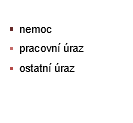 nemoc
pracovní úraz
ostatní úraz